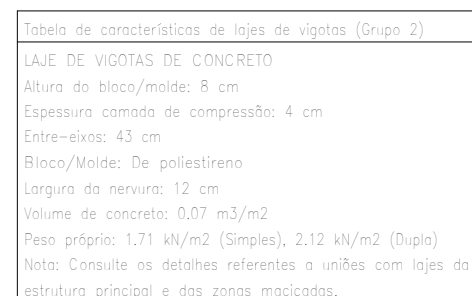 Tabela de características de lajes de vigotas (Grupo 2)
LAJE DE VIGOTAS DE CONCRETO
Altura do bloco/molde: 8 cm
Espessura camada de compressão: 4 cm
Entre-eixos: 43 cm
Bloco/Molde: De poliestireno
Largura da nervura: 12 cm
Volume de concreto: 0.07 m3/m2
Peso próprio: 1.71 kN/m2 (Simples), 2.12 kN/m2 (Dupla)
Nota: Consulte os detalhes referentes a uniões com lajes da
estrutura principal e das zonas maciçadas.